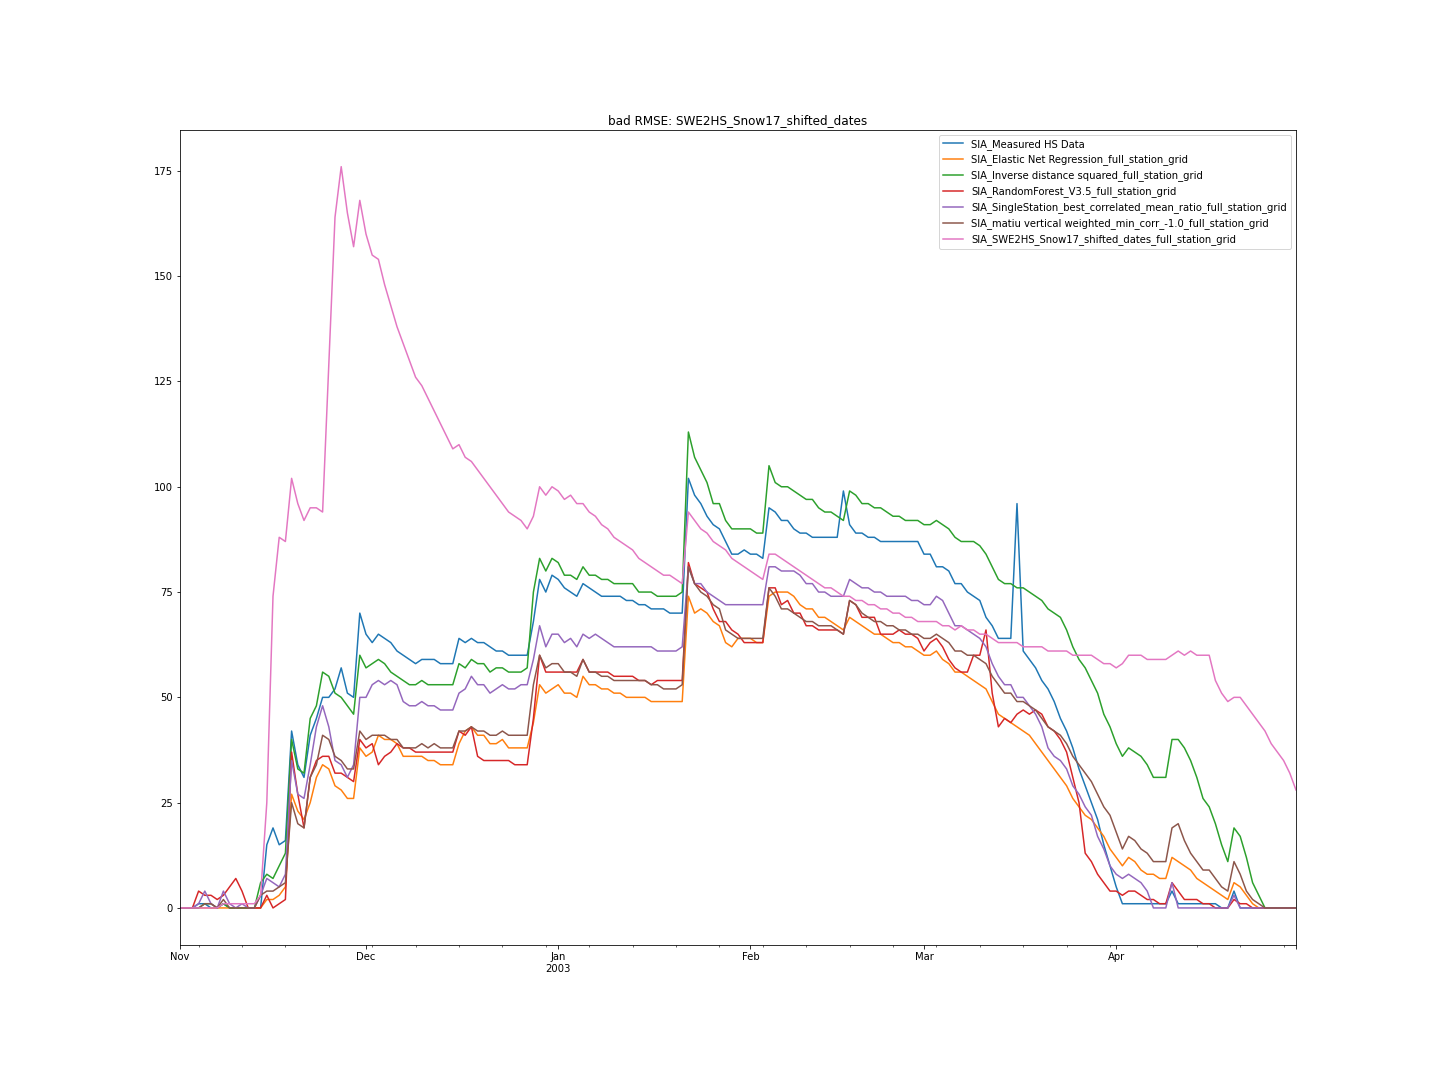 bad RMSE: SWE2HS_Snow17_shifted_dates
SIA_Measured HS Data
SIA_Elastic Net Regression_full_station_grid
SIA_Inverse distance squared_full_station_grid
SIA_RandomForest_V3.5_full_station_grid
SIA_SingleStation_best_correlated_mean_ratio_full_station_grid
SIA_matiu vertical weighted_min_corr_-1.0_full_station_grid
SIA_SWE2HS_Snow17_shifted_dates_full_station_grid
175
150
125
100
75
50
25
0
Nov
Dec
Jan
2003
Feb
Mar
Apr